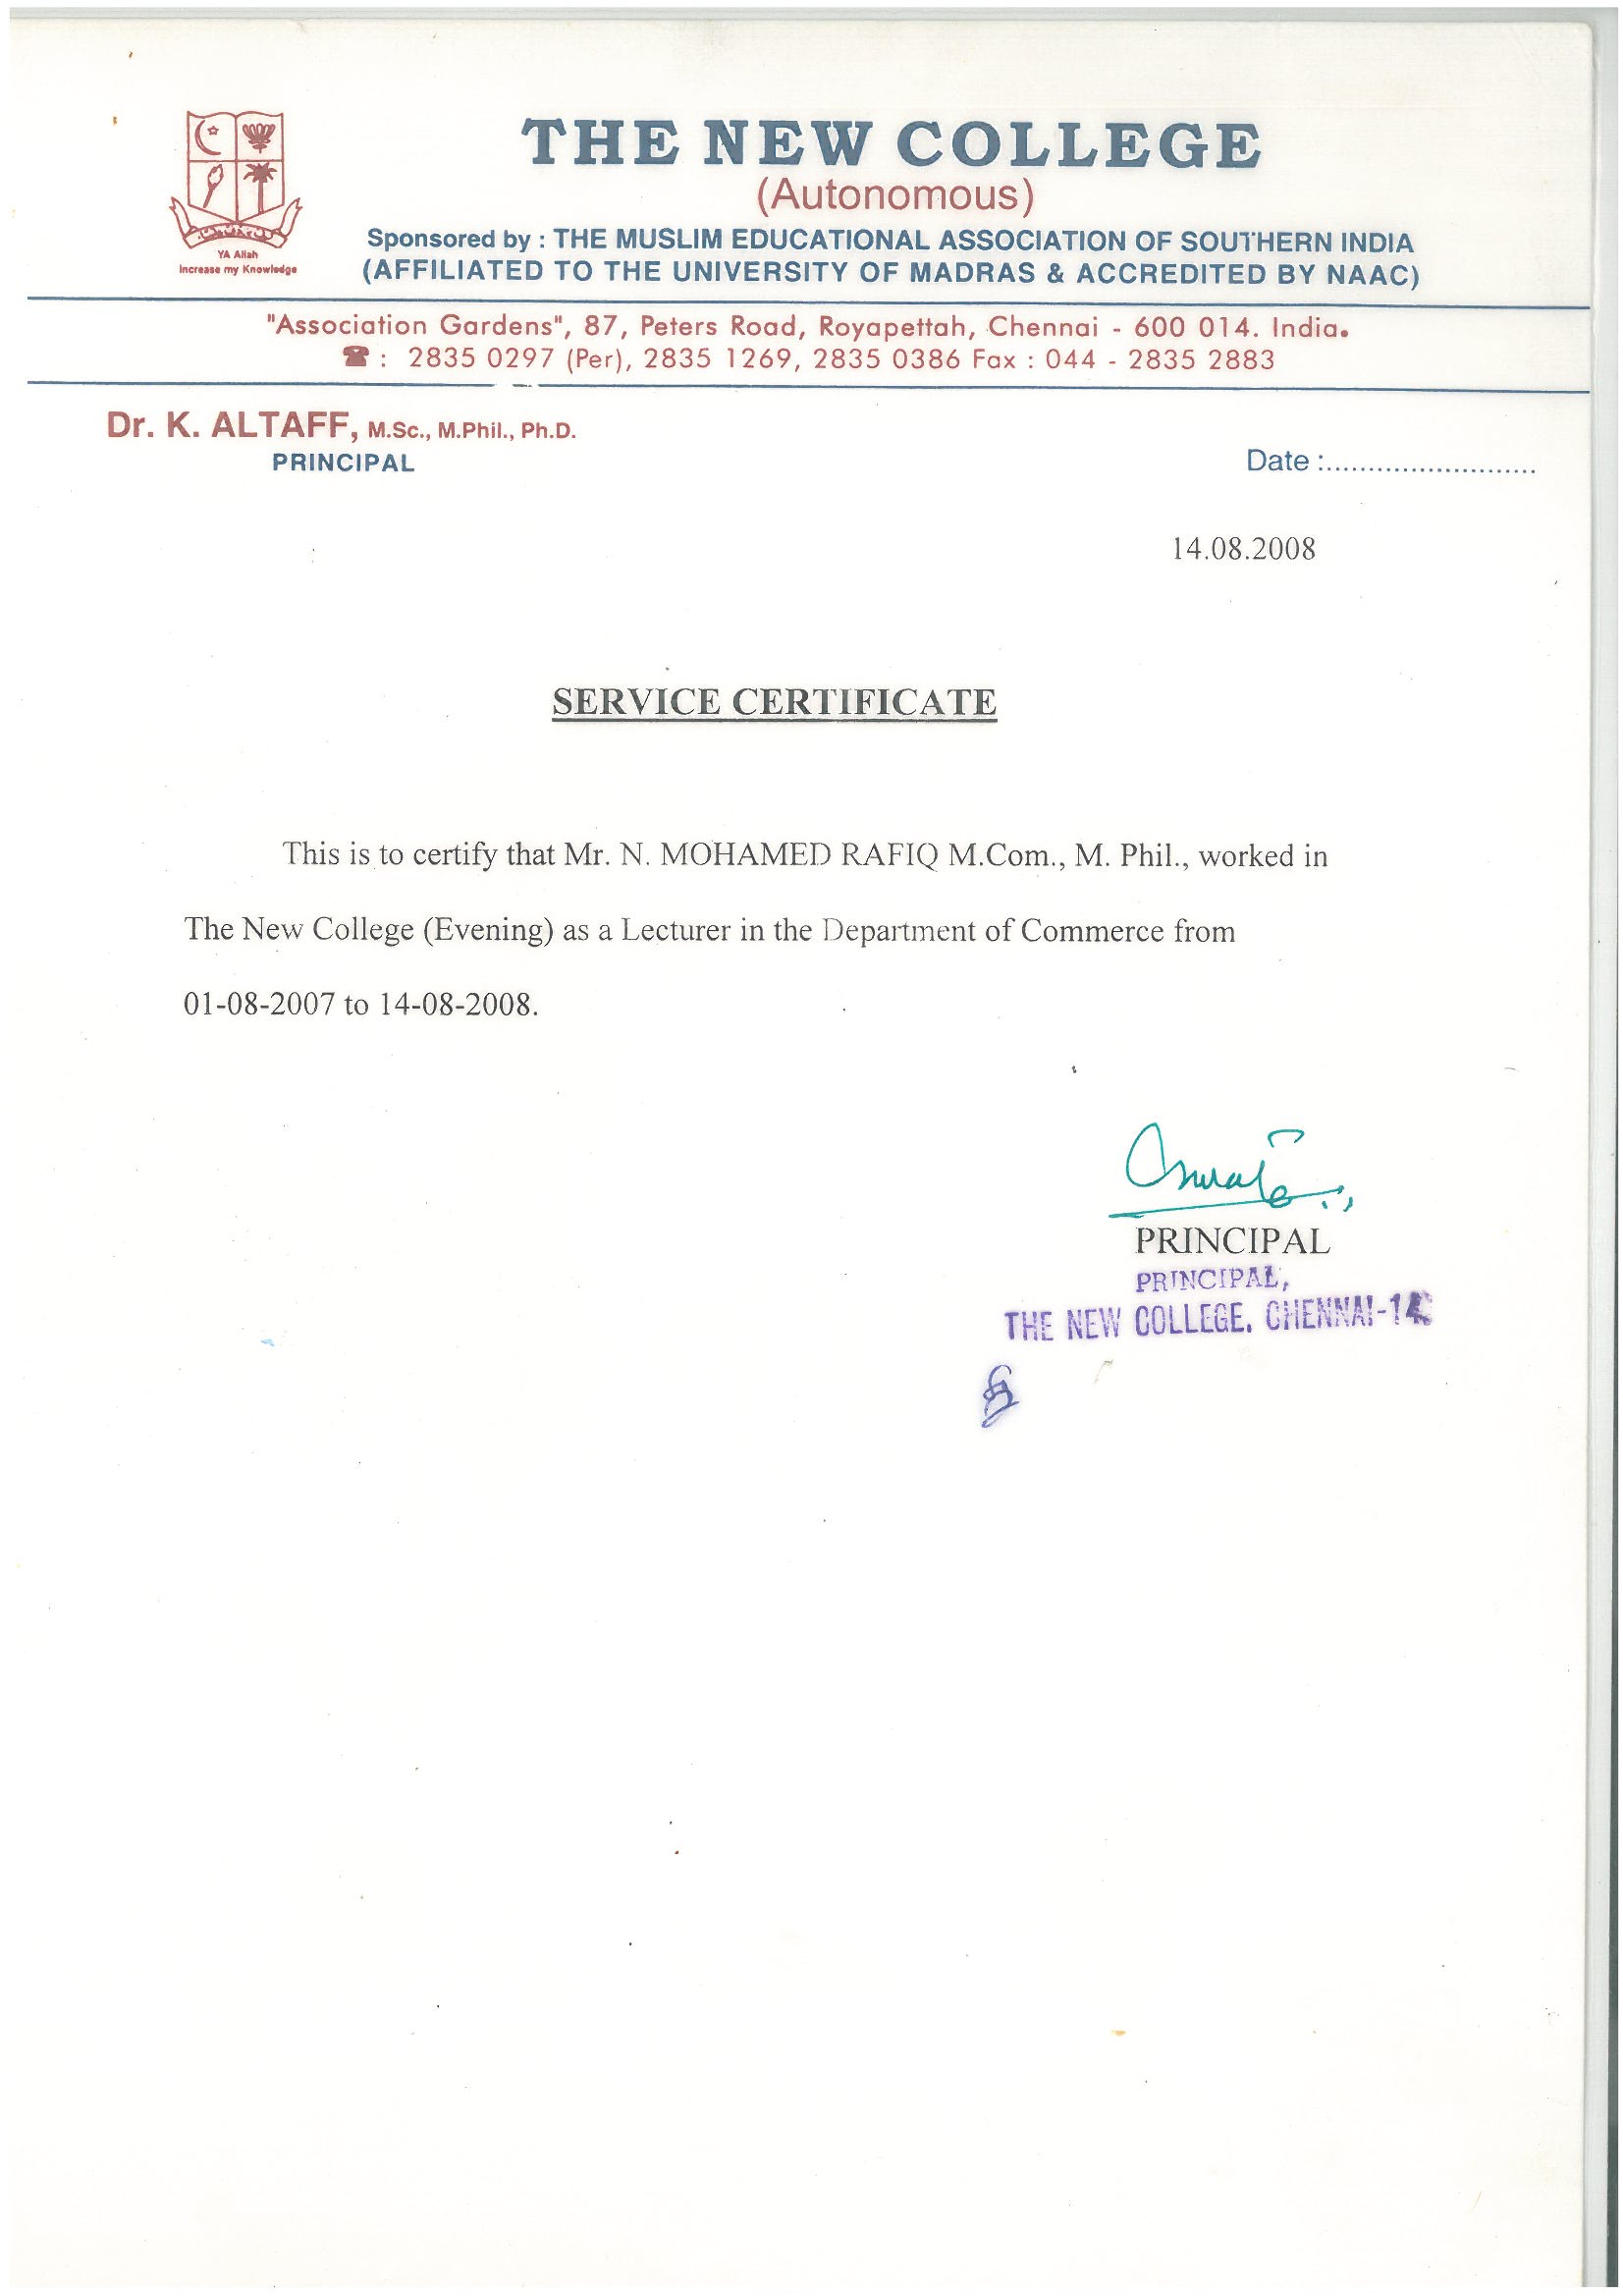 THE NEW COLLEGE
(Autonomous)
Sponsored by : THE MUSLIM EDUCATIONAL ASSOCIATION OF SOUTHERN INDIA
(AFFILIATED TO THE UNIVERSITY OF MADRAS & ACCREDITED BY NAAC)
YA Allah
Increase my Knowledge
"Association Gardens", 87, Peters Road, Royapettah, Chennai - 600 014. India.
☎ : 2835 0297 (Per), 2835 1269, 2835 0386 Fax : 044 - 2835 2883
Dr. K. ALTAFF, M.Sc., M.Phil., Ph.D.
PRINCIPAL
Date :..........................
14.08.2008
SERVICE CERTIFICATE
This is to certify that Mr. N. MOHAMED RAFIQ M.Com., M. Phil., worked in
The New College (Evening) as a Lecturer in the Department of Commerce from
01-08-2007 to 14-08-2008.
PRINCIPAL
PRINCIPAL,
THE NEW COLLEGE, CHENNAI-14